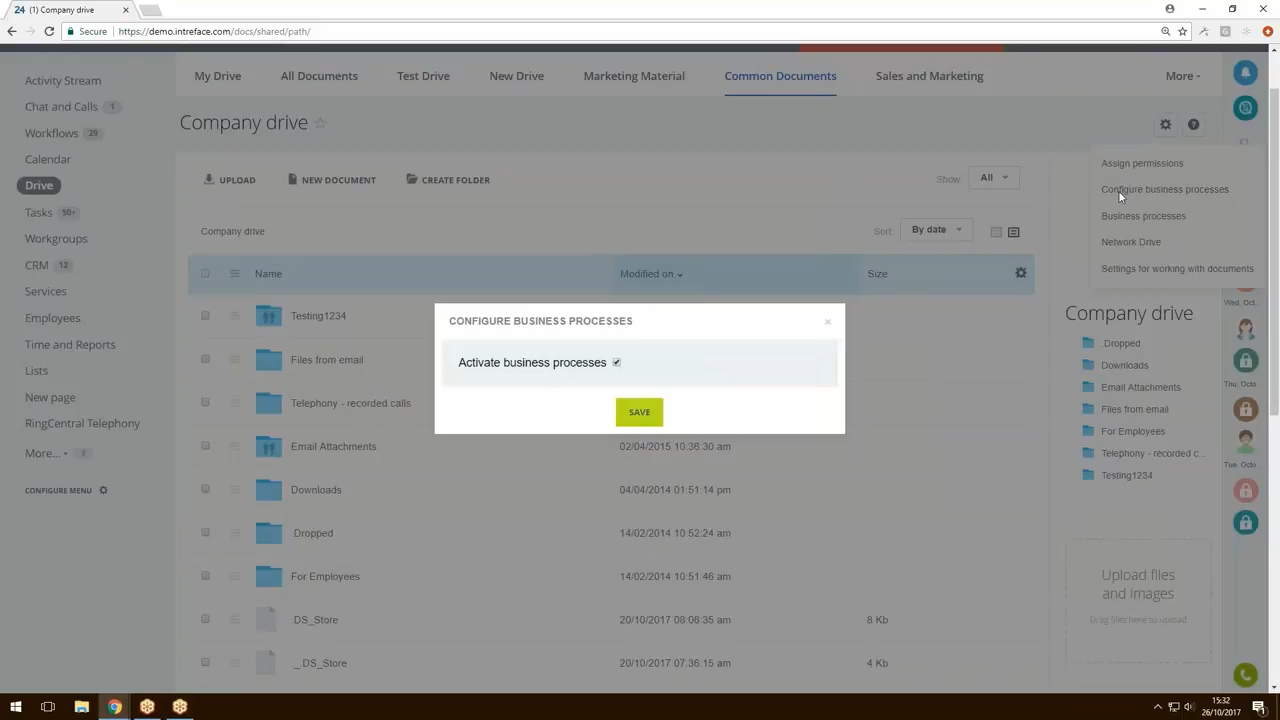 24 (1) Company drive
Secure https://demo.intreface.com/docs/shared/path/
Activity Stream
Chat and Calls 1
Workflows 29
Calendar
Drive
Tasks 50+
Workgroups
CRM 12
Services
Employees
Time and Reports
Lists
New page
RingCentral Telephony
More...
CONFIGURE MENU
My Drive All Documents Test Drive New Drive Marketing Material Common Documents Sales and Marketing More
Company drive
UPLOAD NEW DOCUMENT CREATE FOLDER Show: All
Company drive Sort: By date
Name Modified on Size
Testing1234
Files from email
Telephony - recorded calls
Email Attachments 02/04/2015 10:36:30 am
Downloads 04/04/2014 01:51:14 pm
Dropped 14/02/2014 10:52:24 am
For Employees 14/02/2014 10:51:46 am
DS_Store 20/10/2017 08:06:35 am 8 Kb
_.DS_Store 20/10/2017 07:36:15 am 4 Kb
CONFIGURE BUSINESS PROCESSES
Activate business processes
SAVE
Assign permissions
Configure business processes
Business processes
Network Drive
Settings for working with documents
Company drive
.Dropped
Downloads
Email Attachments
Files from email
For Employees
Telephony - recorded c...
Testing1234
Upload files
and images
Drag files here to upload
Wed, Oct..
Thu, Octo.
Tue, Octo.
15:32
26/10/2017
1